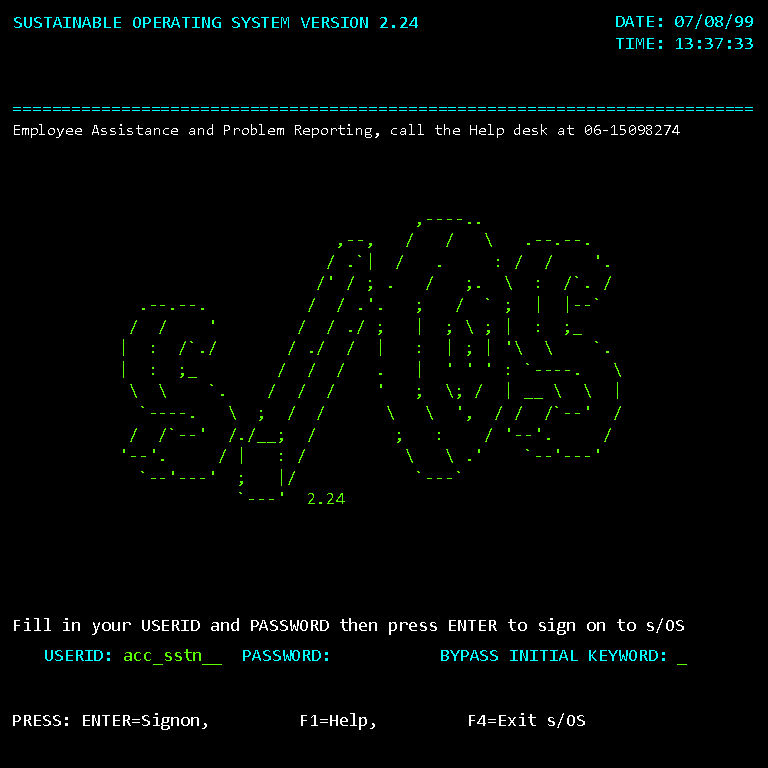 SUSTAINABLE OPERATING SYSTEM VERSION 2.24 DATE: 07/08/99
TIME: 13:37:33
Employee Assistance and Problem Reporting, call the Help desk at 06-15098274
s/OS
2.24
Fill in your USERID and PASSWORD then press ENTER to sign on to s/OS
USERID: acc_sstn__ PASSWORD: BYPASS INITIAL KEYWORD: _
PRESS: ENTER=Signon, F1=Help, F4=Exit s/OS